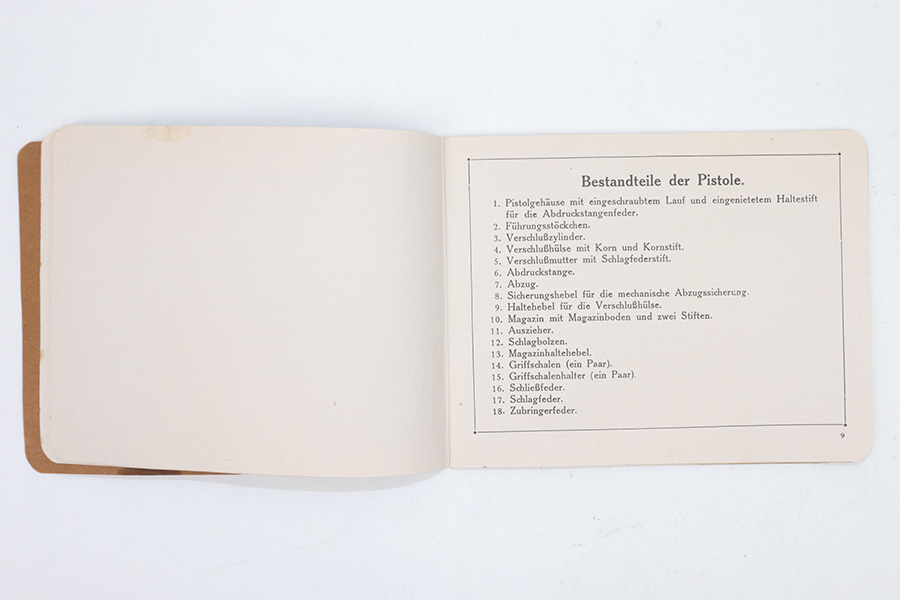 Bestandteile der Pistole.
1. Pistolgehäuse mit eingeschraubtem Lauf und eingenietetem Haltestift
für die Abdruckstangenfeder.
2. Führungsstöckchen.
3. Verschlußzylinder.
4. Verschlußhülse mit Korn und Kornstift.
5. Verschlußmutter mit Schlagfederstift.
6. Abdruckstange.
7. Abzug.
8. Sicherungshebel für die mechanische Abzugssicherung.
9. Haltehebel für die Verschlußhülse.
10. Magazin mit Magazinboden und zwei Stiften.
11. Auszieher.
12. Schlagbolzen.
13. Magazinhaltehebel.
14. Griffschalen (ein Paar).
15. Griffschalenhalter (ein Paar).
16. Schließfeder.
17. Schlagfeder.
18. Zubringerfeder.
9